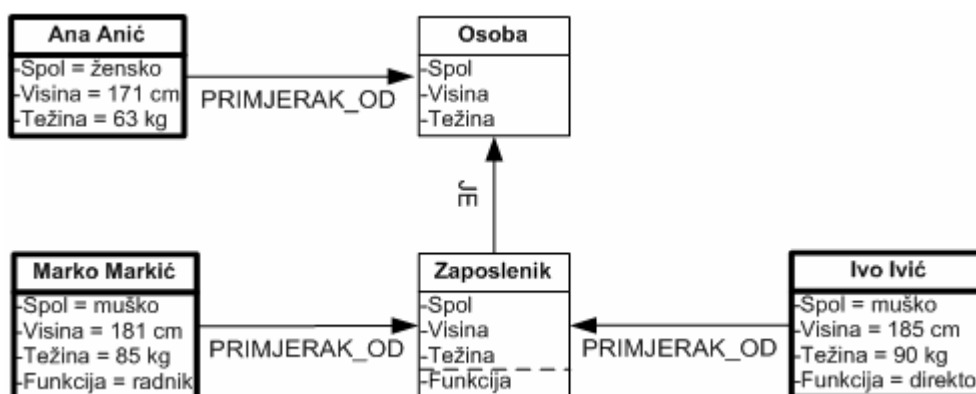 Ana Anić
-Spol = žensko
-Visina = 171 cm
-Težina = 63 kg
PRIMJERAK_OD
Osoba
-Spol
-Visina
-Težina
JE
Marko Markić
-Spol = muško
-Visina = 181 cm
-Težina = 85 kg
-Funkcija = radnik
PRIMJERAK_OD
Zaposlenik
-Spol
-Visina
-Težina
-Funkcija
PRIMJERAK_OD
Ivo Ivić
-Spol = muško
-Visina = 185 cm
-Težina = 90 kg
-Funkcija = direkto